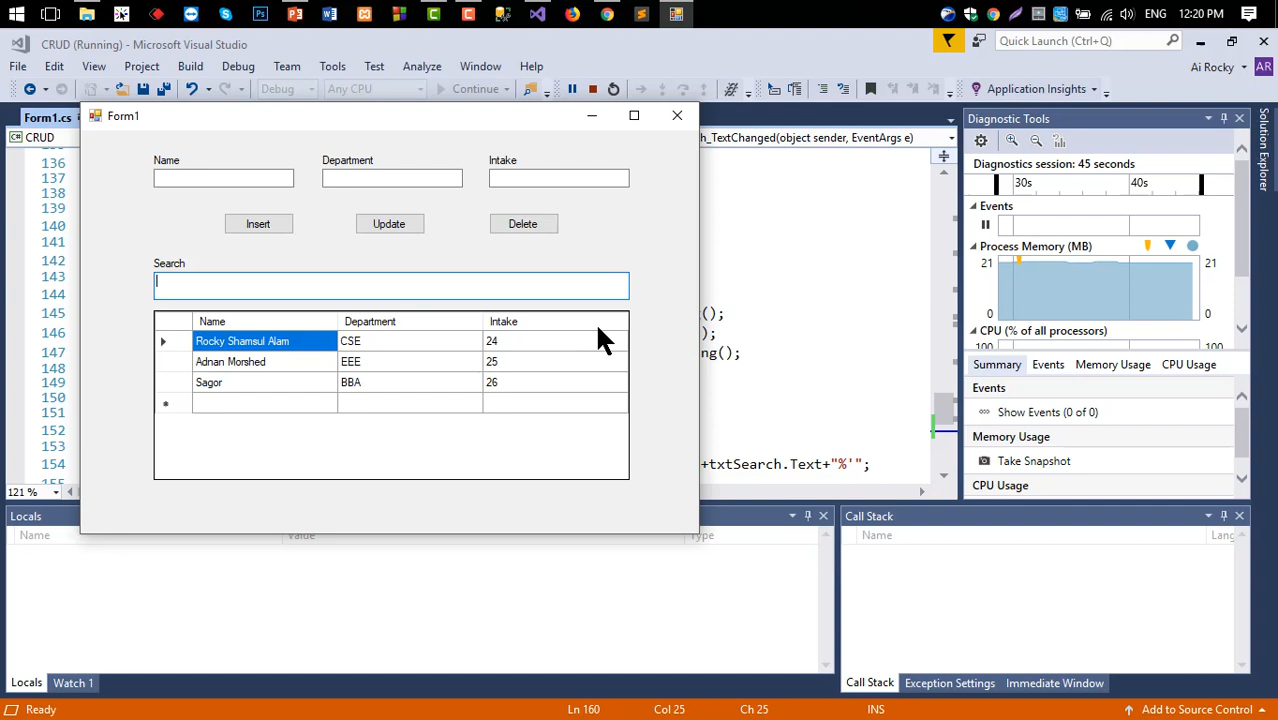 ENG 12:20 PM
CRUD (Running) - Microsoft Visual Studio
Quick Launch (Ctrl+Q)
File Edit View Project Build Debug Team Tools Test Analyze Window Help
Ai Rocky AR
Debug Any CPU Continue Application Insights
Form1.cs
Form1
CRUD
h_TextChanged(object sender, EventArgs e)
Diagnostic Tools
Solution Explorer
136
137
138
139
140
141
142
143
144
145
146
147
148
149
150
151
152
153
154
155
Name Department Intake
Insert Update Delete
Search
Name Department Intake
Rocky Shamsul Alam CSE 24
Adnan Morshed EEE 25
Sagor BBA 26
*
();
);
ng();
+txtSearch.Text+"%'";
Diagnostics session: 45 seconds
30s 40s
Events
Process Memory (MB)
21 21
0 0
CPU (% of all processors)
100 100
Summary Events Memory Usage CPU Usage
Events
Show Events (0 of 0)
Memory Usage
Take Snapshot
CPU Usage
121 %
Locals
Name Value Type
Call Stack
Name Lang
Locals Watch 1
Call Stack Exception Settings Immediate Window
Ready Ln 160 Col 25 Ch 25 INS Add to Source Control